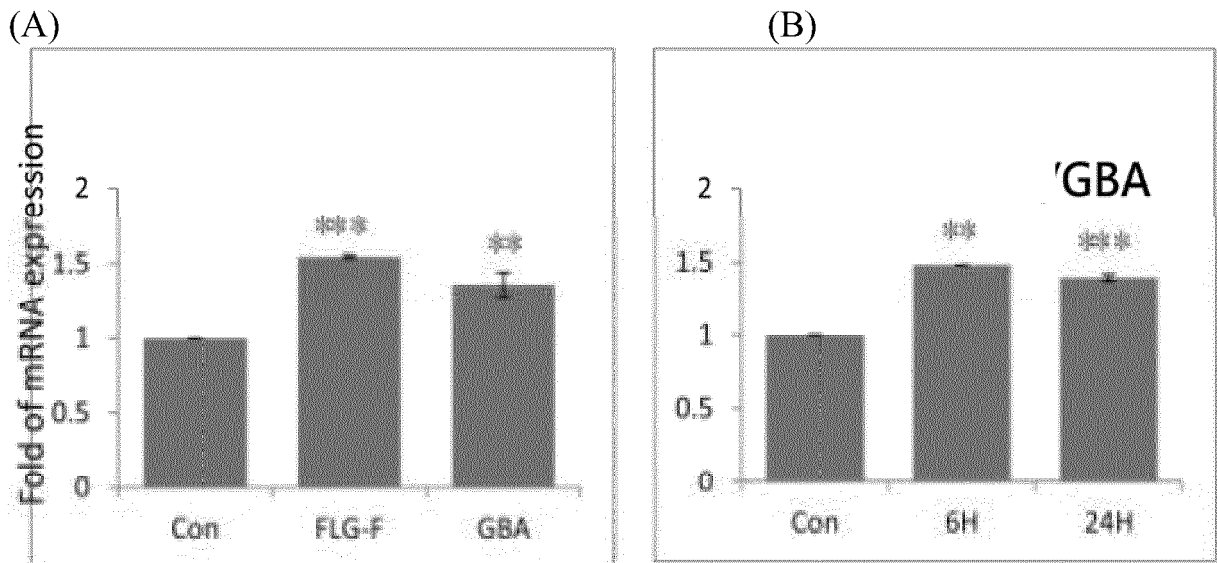 (A)
Fold of mRNA expression
2
1.5
1
0.5
0
***
**
Con FLG-F GBA
(B)
'GBA
2
1.5
1
0.5
0
**
***
Con 6H 24H